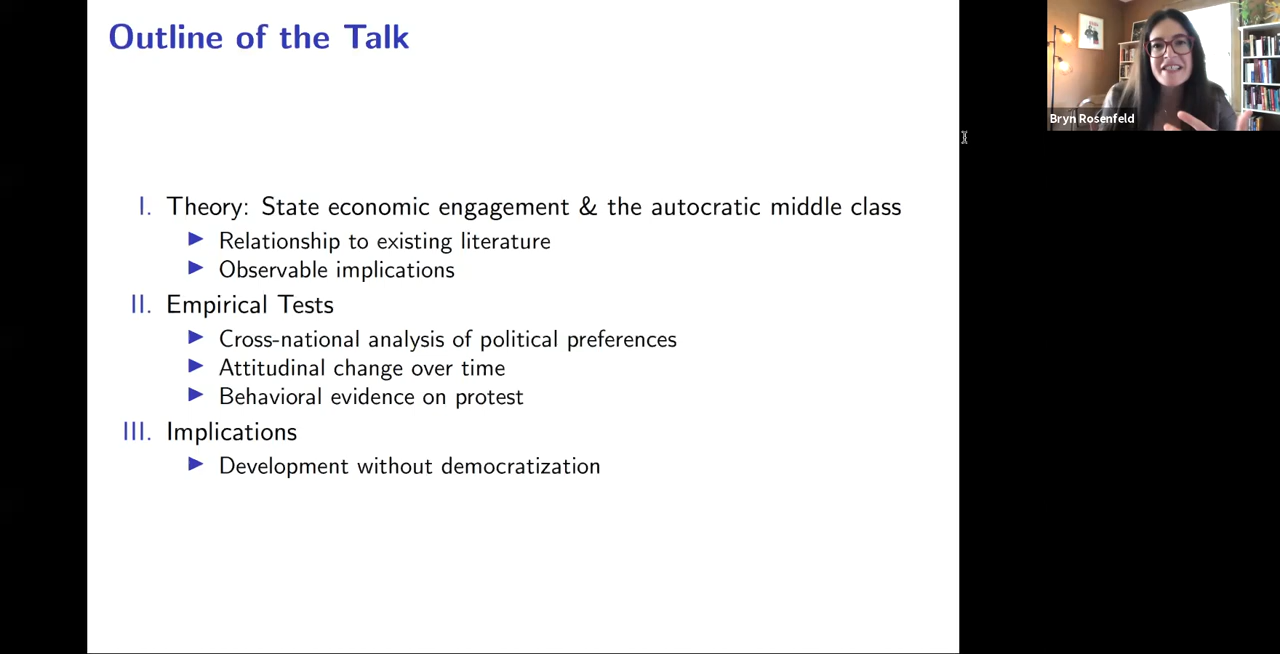 Outline of the Talk
Bryn Rosenfeld
I. Theory: State economic engagement & the autocratic middle class
▶ Relationship to existing literature
▶ Observable implications
II. Empirical Tests
▶ Cross-national analysis of political preferences
▶ Attitudinal change over time
▶ Behavioral evidence on protest
III. Implications
▶ Development without democratization